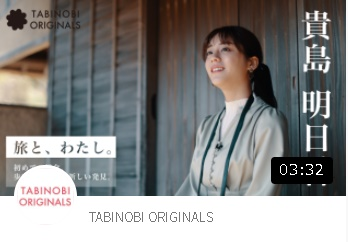 TABINOBI
ORIGINALS
貴島 明日
旅と、わたし。
03:32
TABINOBI
ORIGINALS
TABINOBI ORIGINALS